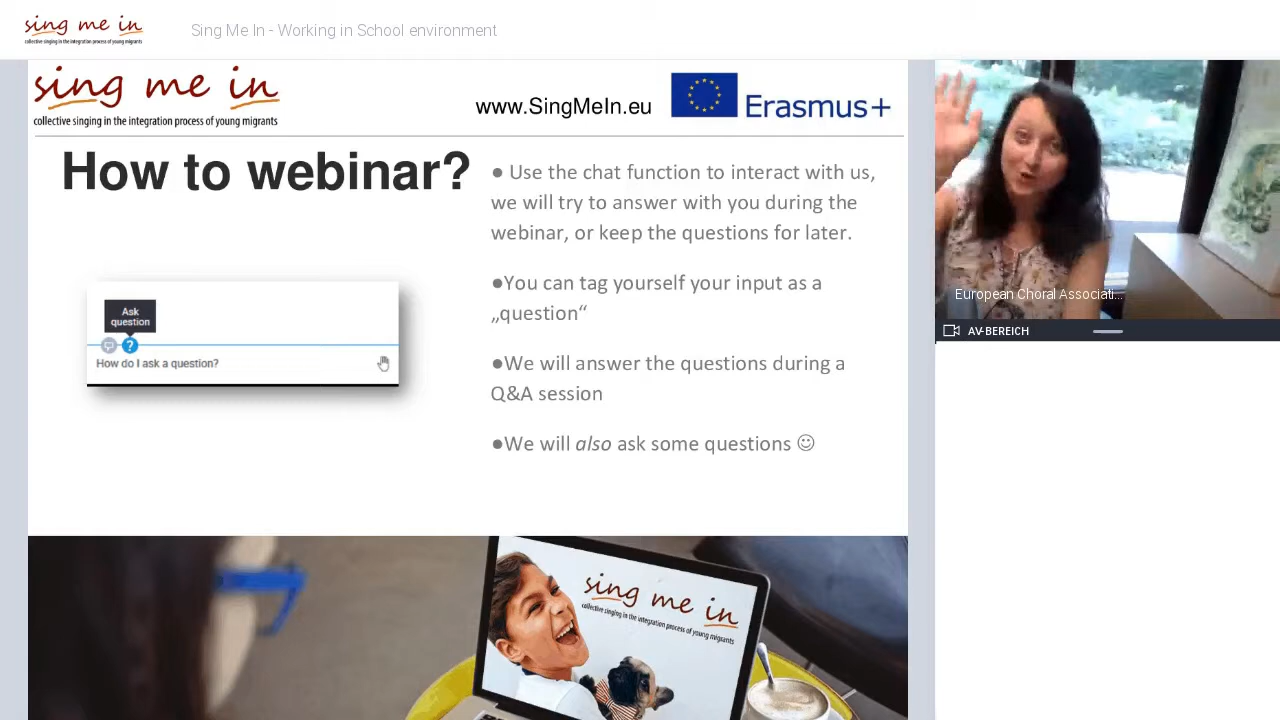 sing me in
collective singing in the integration process of young migrants
Sing Me In - Working in School environment
sing me in
collective singing in the integration process of young migrants
www.SingMeIn.eu
Erasmus+
How to webinar?
● Use the chat function to interact with us,
we will try to answer with you during the
webinar, or keep the questions for later.
●You can tag yourself your input as a
„question“
●We will answer the questions during a
Q&A session
●We will also ask some questions ☺
Ask
question
?
How do I ask a question?
European Choral Associati...
AV-BEREICH
sing me in
collective singing in the integration process of young migrants